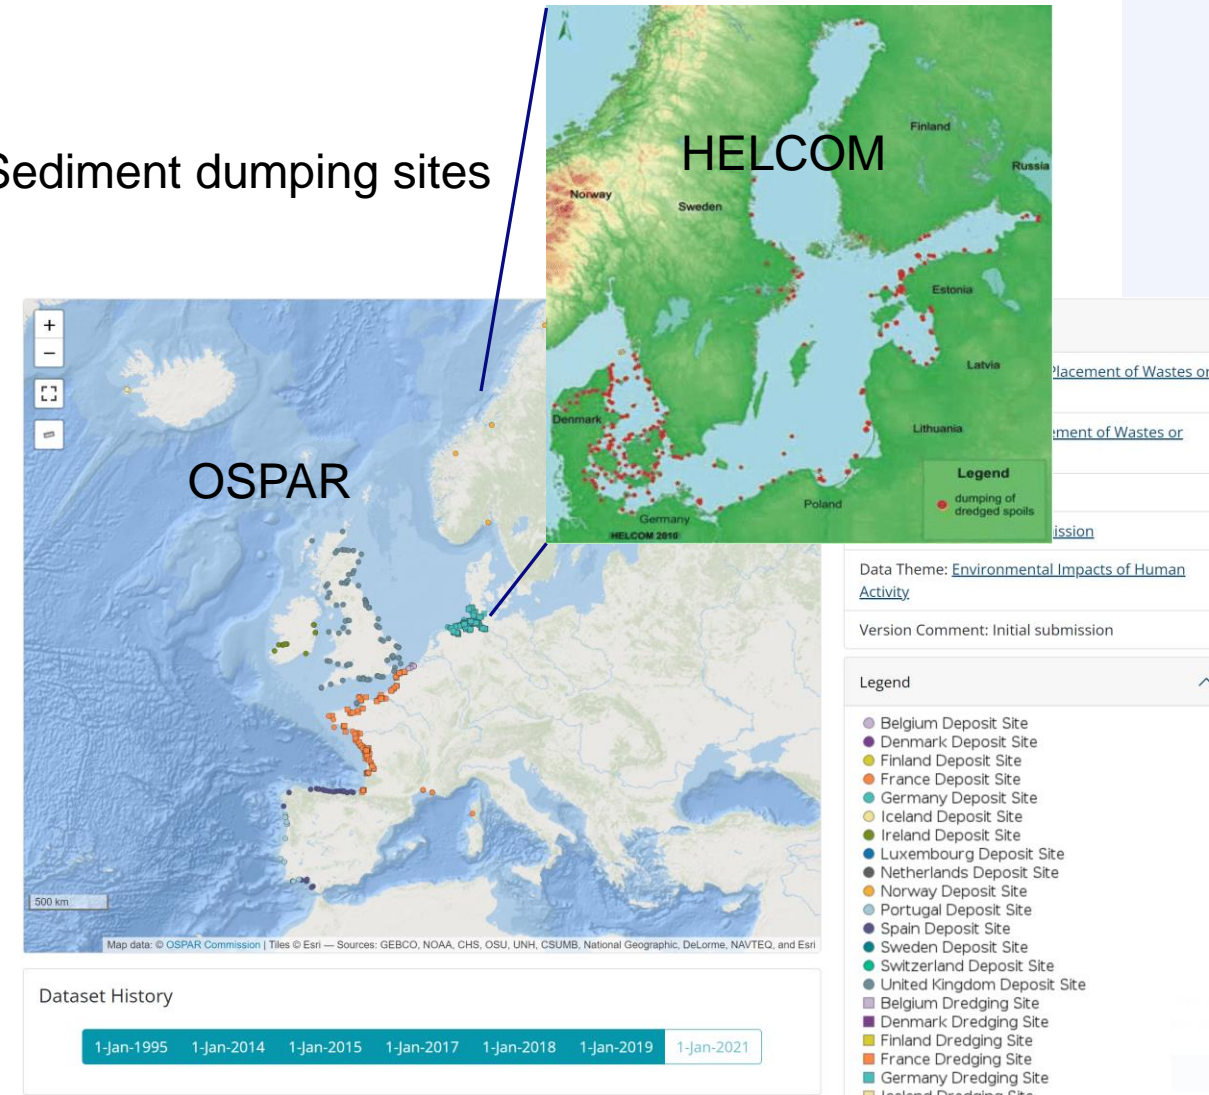 Sediment dumping sites
HELCOM
N
Finland
Russia
Norway
Sweden
Estonia
Latvia
Denmark
Lithuania
Legend
dumping of
dredged spoils
Poland
Germany
HELCOM 2010
+
−
OSPAR
500 km
Map data: © OSPAR Commission | Tiles © Esri — Sources: GEBCO, NOAA, CHS, OSU, UNH, CSUMB, National Geographic, DeLorme, NAVTEQ, and Esri
Dataset History
1-Jan-1995 1-Jan-2014 1-Jan-2015 1-Jan-2017 1-Jan-2018 1-Jan-2019 1-Jan-2021
Placement of Wastes or
ement of Wastes or
ission
Data Theme: Environmental Impacts of Human
Activity
Version Comment: Initial submission
Legend
Belgium Deposit Site
Denmark Deposit Site
Finland Deposit Site
France Deposit Site
Germany Deposit Site
Iceland Deposit Site
Ireland Deposit Site
Luxembourg Deposit Site
Netherlands Deposit Site
Norway Deposit Site
Portugal Deposit Site
Spain Deposit Site
Sweden Deposit Site
Switzerland Deposit Site
United Kingdom Deposit Site
Belgium Dredging Site
Denmark Dredging Site
Finland Dredging Site
France Dredging Site
Germany Dredging Site
Iceland Dredging Site